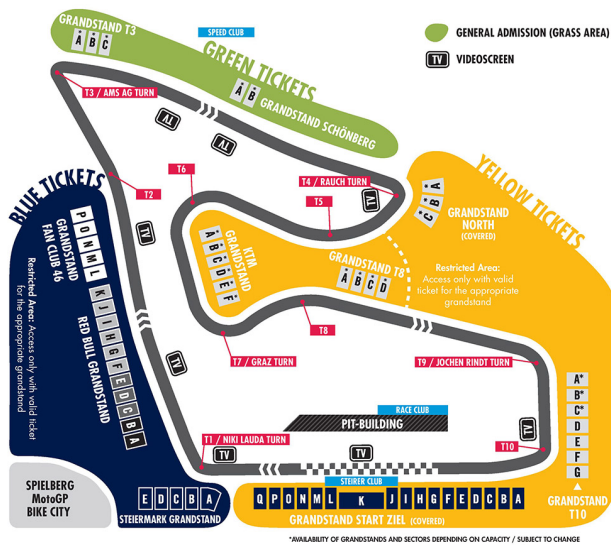 GRANDSTAND T3
A B C
SPEED CLUB
GREEN TICKETS
A B
GRANDSTAND SCHÖNBERG
GENERAL ADMISSION (GRASS AREA)
TV VIDEOSCREEN
T3 / AMS AG TURN
TV
TV
T6
T2
T4 / RAUCH TURN
TV
T5
YELLOW TICKETS
C* B* A*
GRANDSTAND
NORTH
(COVERED)
BLUE TICKETS
P O N M L
GRANDSTAND
FAN CLUB 46
TV
KTM
GRANDSTAND
A B C D E F
GRANDSTAND T8
A B C D
Restricted Area:
Access only with valid
ticket for the appropriate
grandstand
Restricted Area: Access only with valid ticket
for the appropriate grandstand
K J I H G F E D C B A
RED BULL GRANDSTAND
T8
T7 / GRAZ TURN
TV
T9 / JOCHEN RINDT TURN
A*
B*
C*
D
E
F
G
GRANDSTAND
T10
RACE CLUB
PIT-BUILDING
TV
T10
T1 / NIKI LAUDA TURN
TV
TV
STEIRER CLUB
SPIELBERG
MotoGP
BIKE CITY
E D C B A
STEIERMARK GRANDSTAND
Q P O N M L K J I H G F E D C B A
GRANDSTAND START ZIEL (COVERED)
*AVAILABILITY OF GRANDSTANDS AND SECTORS DEPENDING ON CAPACITY / SUBJECT TO CHANGE